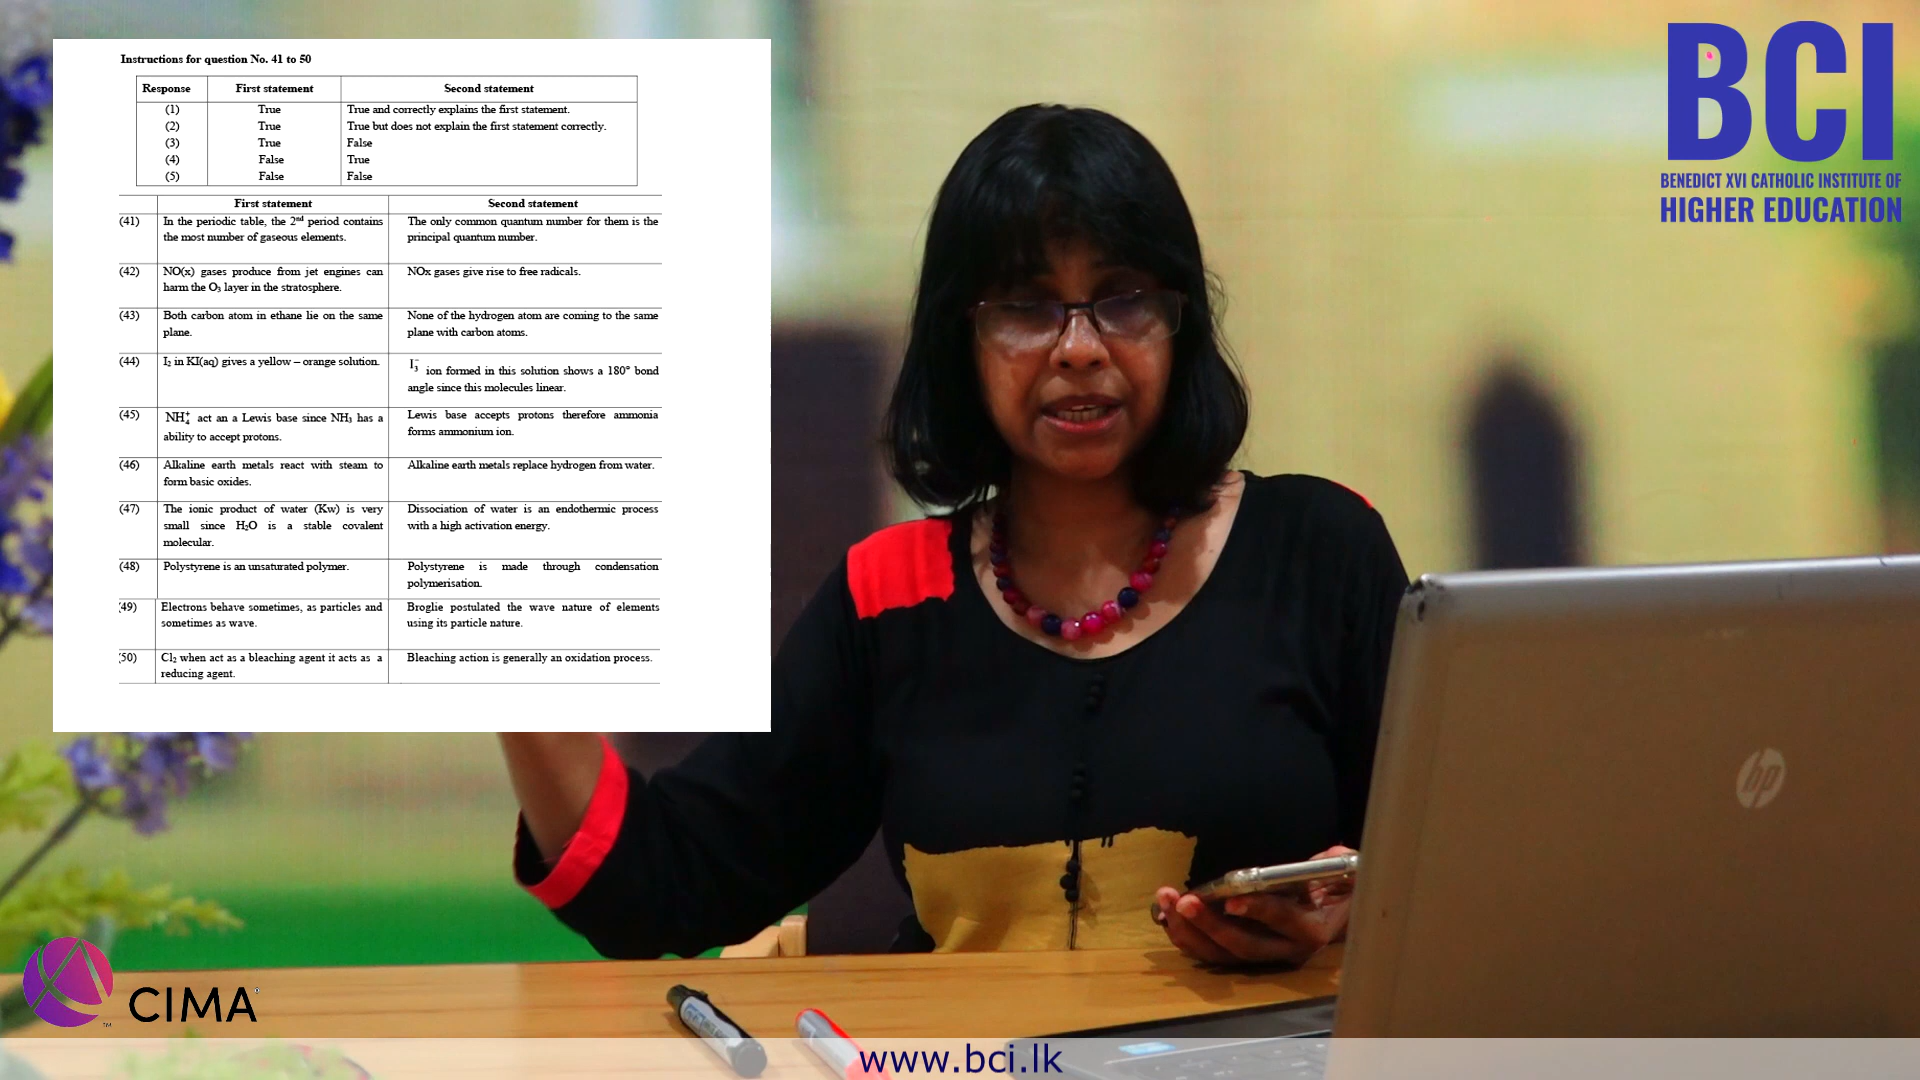 Instructions for question No. 41 to 50
Response First statement Second statement
(1) True True and correctly explains the first statement.
(2) True True but does not explain the first statement correctly.
(3) True False
(4) False True
(5) False False
First statement Second statement
(41) In the periodic table, the 2nd period contains The only common quantum number for them is the
the most number of gaseous elements. principal quantum number.
(42) NO(x) gases produce from jet engines can NOx gases give rise to free radicals.
harm the O₃ layer in the stratosphere.
(43) Both carbon atom in ethane lie on the same None of the hydrogen atom are coming to the same
plane. plane with carbon atoms.
(44) I₂ in KI(aq) gives a yellow – orange solution. I₃⁻ ion formed in this solution shows a 180° bond
angle since this molecules linear.
(45) NH₄⁺ act an a Lewis base since NH₃ has a Lewis base accepts protons therefore ammonia
ability to accept protons. forms ammonium ion.
(46) Alkaline earth metals react with steam to Alkaline earth metals replace hydrogen from water.
form basic oxides.
(47) The ionic product of water (Kw) is very Dissociation of water is an endothermic process
small since H₂O is a stable covalent with a high activation energy.
molecular.
(48) Polystyrene is an unsaturated polymer. Polystyrene is made through condensation
polymerisation.
(49) Electrons behave sometimes, as particles and Broglie postulated the wave nature of elements
sometimes as wave. using its particle nature.
(50) Cl₂ when act as a bleaching agent it acts as a Bleaching action is generally an oxidation process.
reducing agent.
BCI
BENEDICT XVI CATHOLIC INSTITUTE OF
HIGHER EDUCATION
hp
CIMA®
™
www.bci.lk